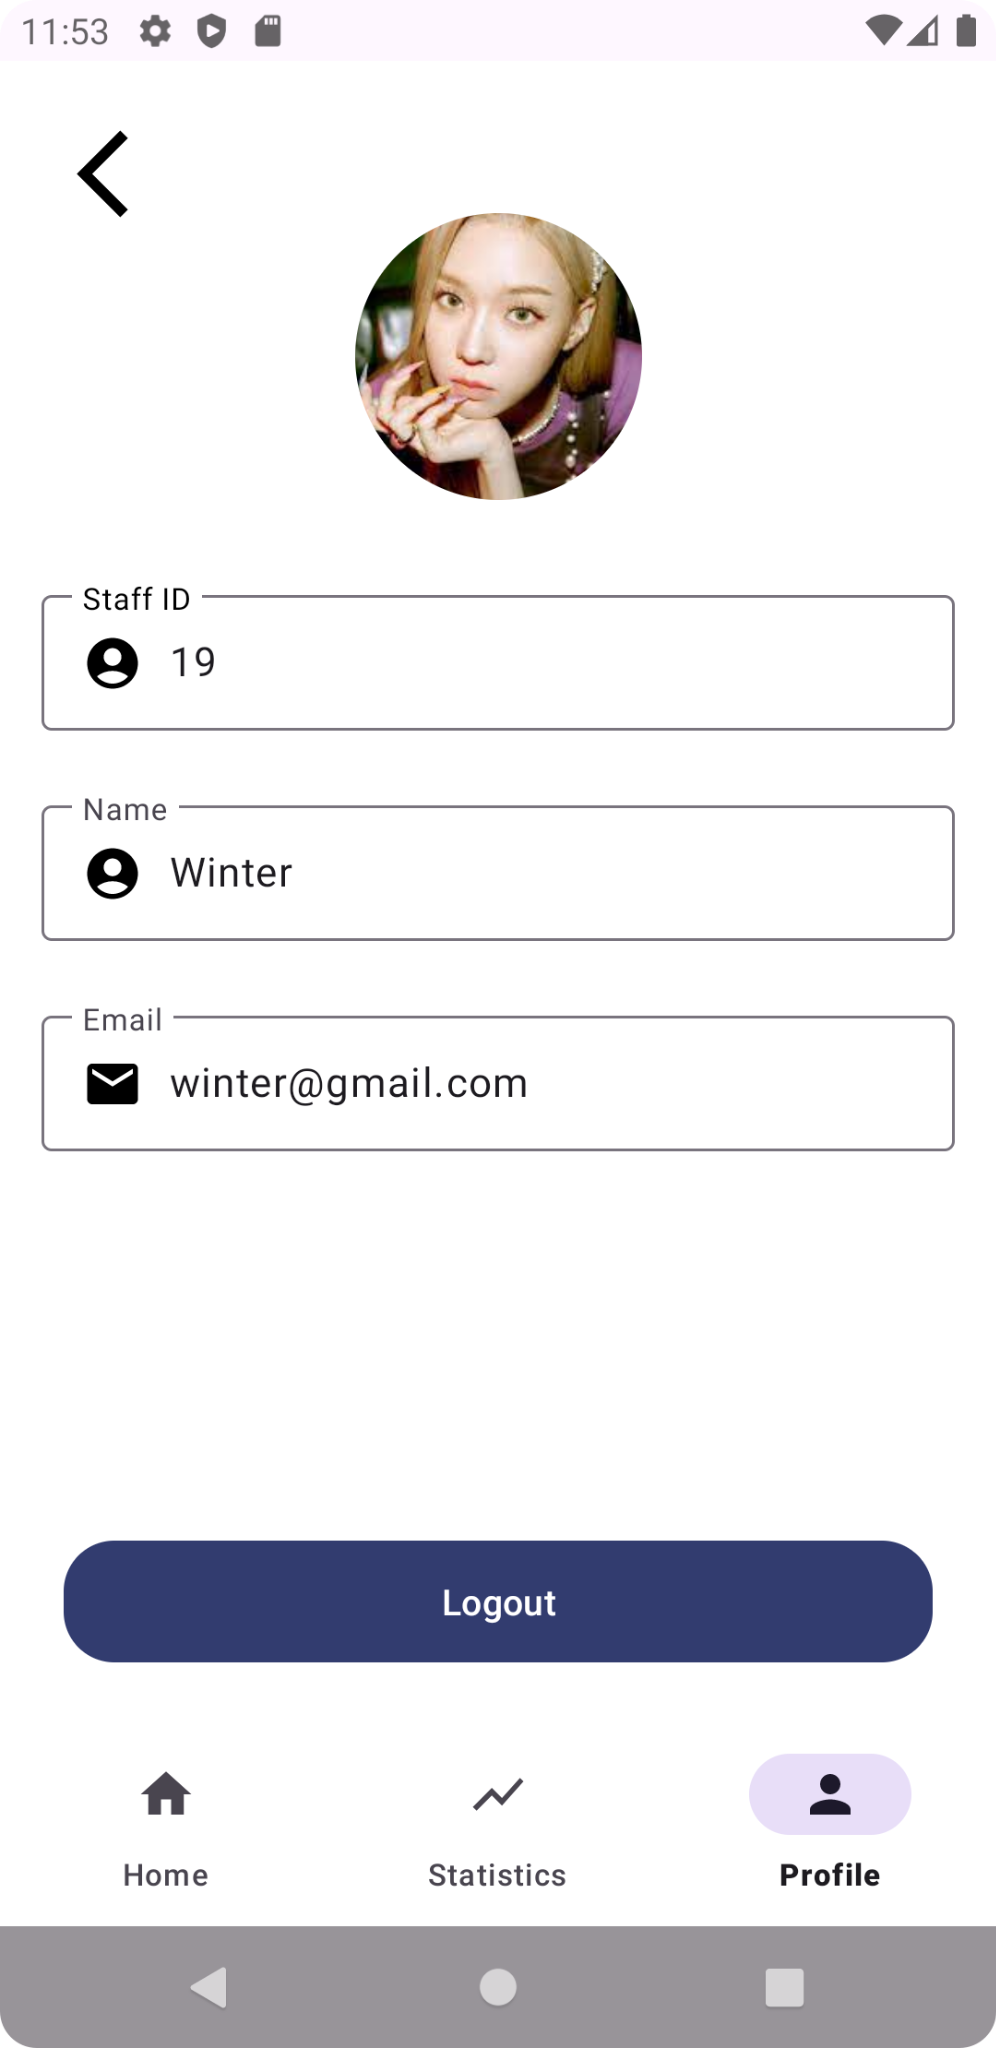 11:53
Staff ID
19
Name
Winter
Email
winter@gmail.com
Logout
Home
Statistics
Profile